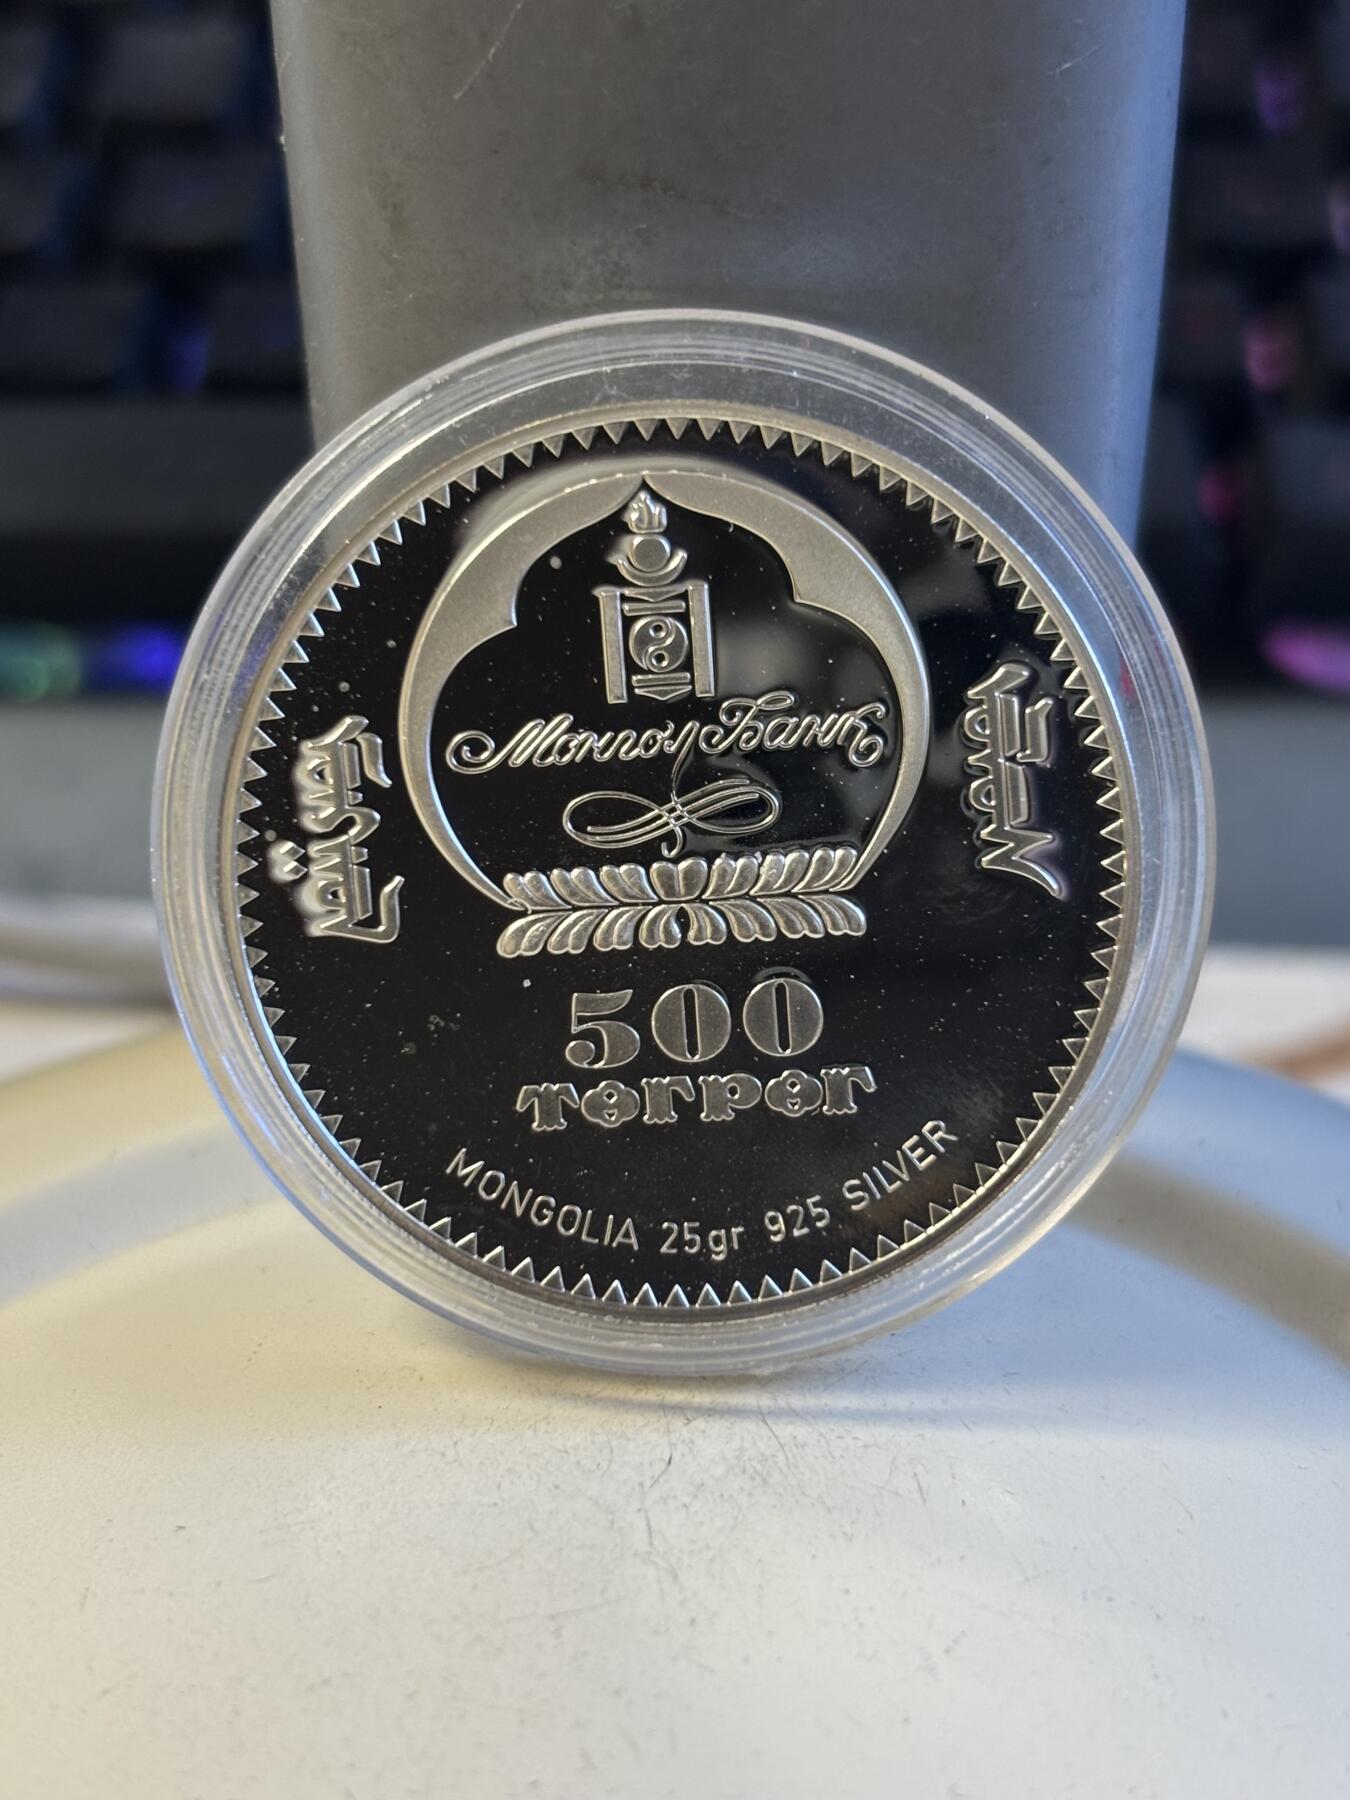 Монгол Банк
500
төгрөг
MONGOLIA 25gr 925 SILVER